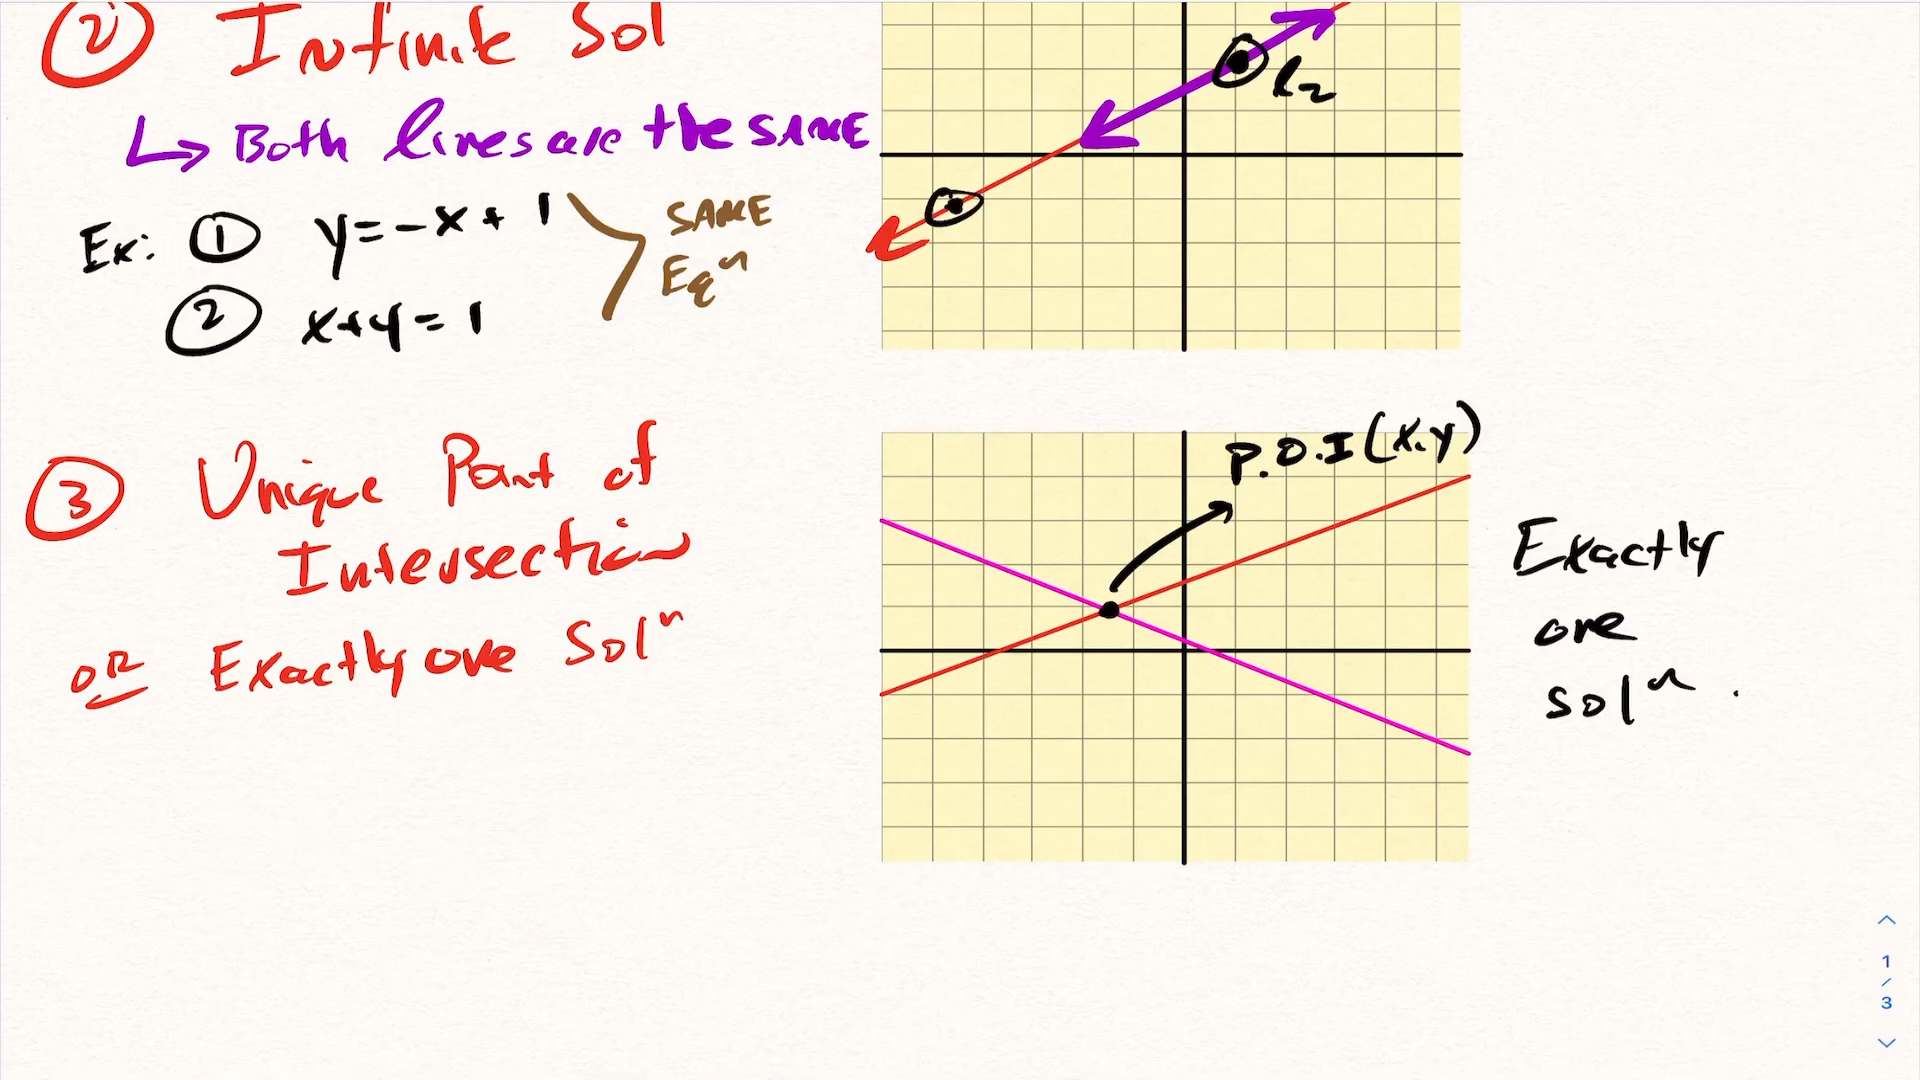 ② Infinite Sol
↳ Both lines are the SAME
Ex: ① y=-x+1
② x+y=1
SAME
Eqⁿ
l₂
③ Unique Point of
Intersection
OR Exactly one Solⁿ
P.O.I (x,y)
Exactly
one
solⁿ.
1
/
3